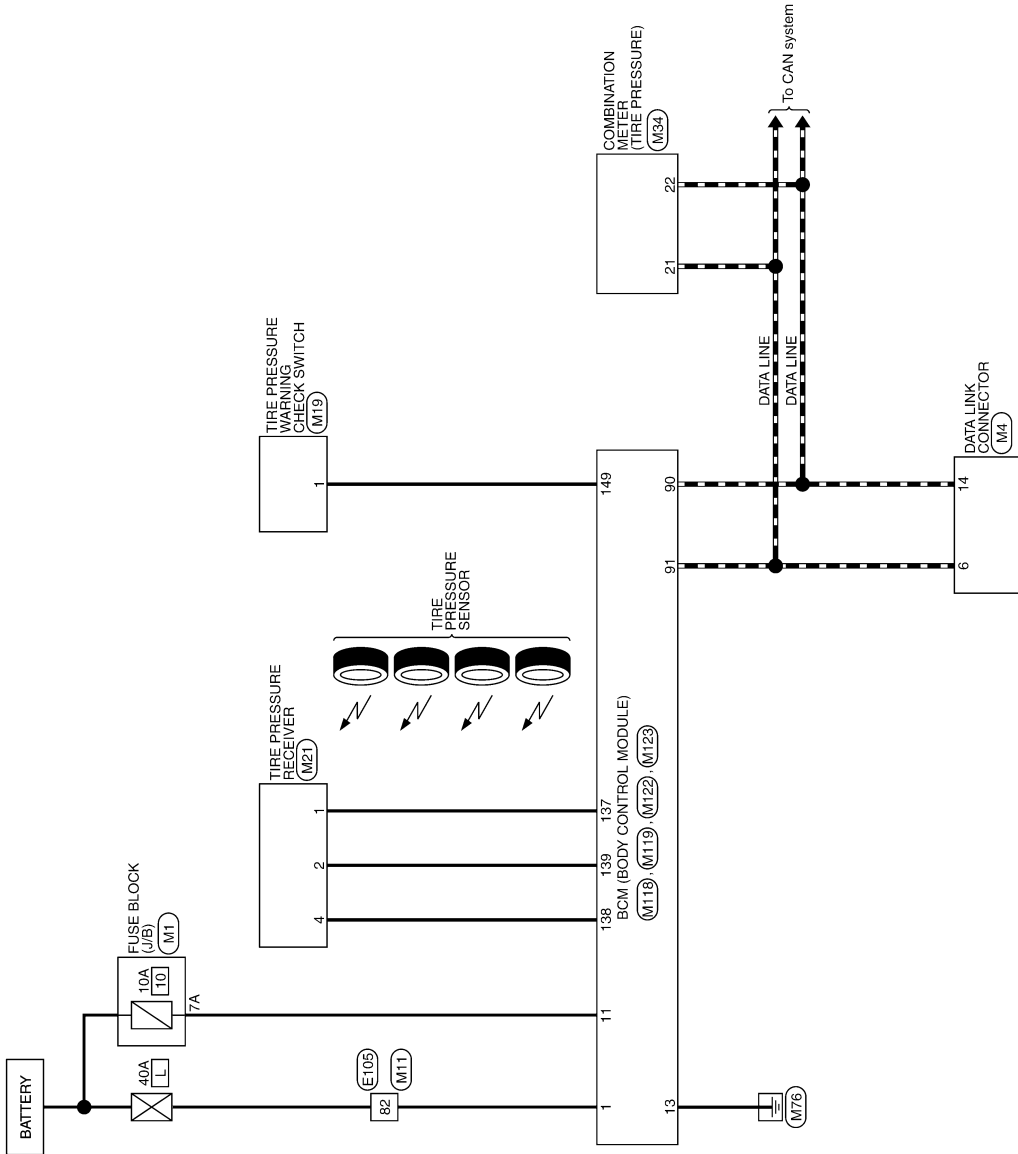 BATTERY
40A
L
10A
10
7A
FUSE BLOCK
(J/B)
M1
82
E105
M11
1
11
13
M76
TIRE PRESSURE
RECEIVER
M21
4
2
1
138
139
137
BCM (BODY CONTROL MODULE)
M118 , M119 , M122 , M123
TIRE
PRESSURE
SENSOR
TIRE PRESSURE
WARNING
CHECK SWITCH
M19
1
149
91
90
6
14
DATA LINK
CONNECTOR
M4
DATA LINE
DATA LINE
COMBINATION
METER
(TIRE PRESSURE)
M34
21
22
To CAN system